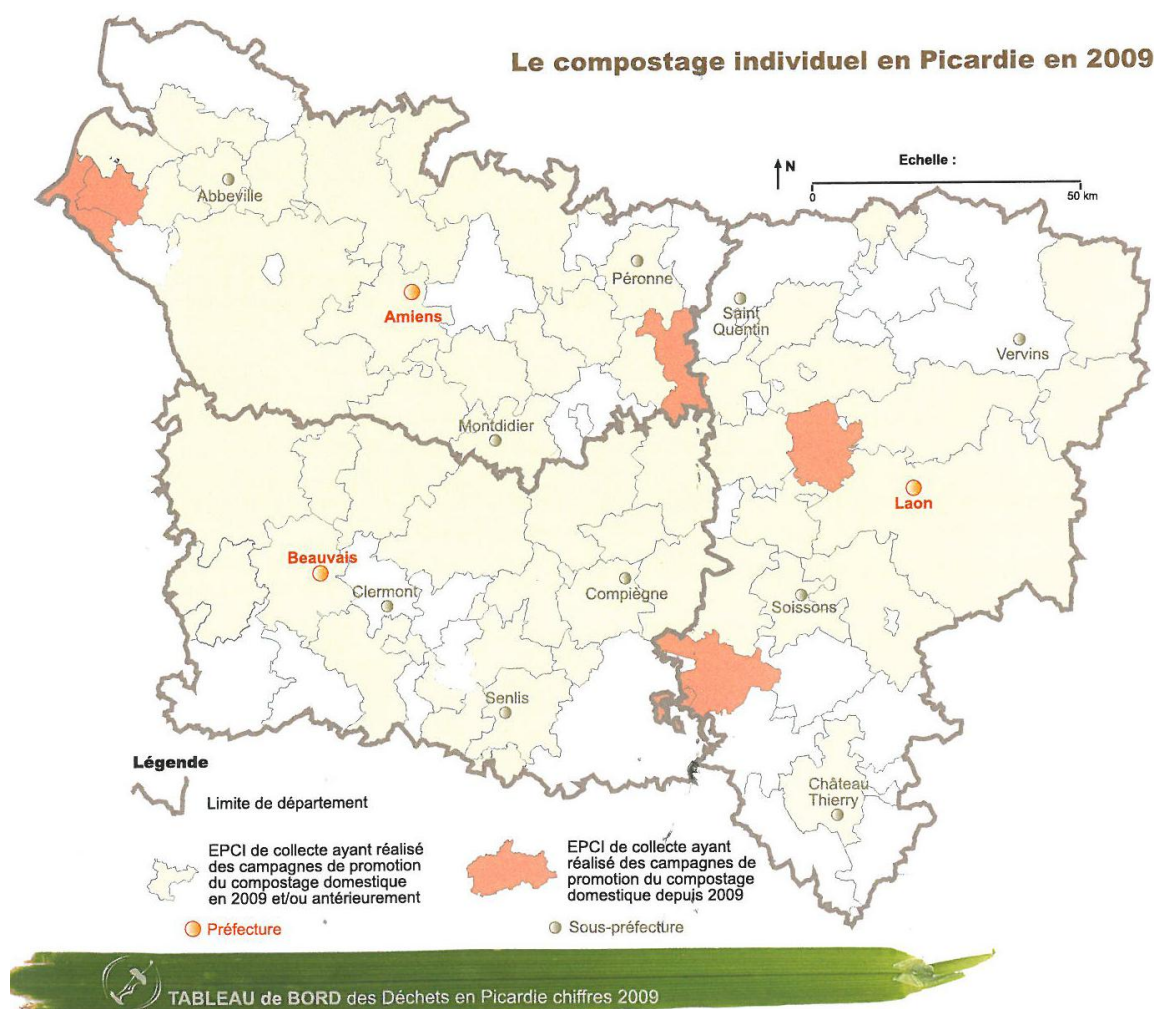 Le compostage individuel en Picardie en 2009
N
Echelle :
0
50 km
Abbeville
Péronne
Amiens
Saint
Quentin
Vervins
Montdidier
Laon
Beauvais
Clermont
Compiègne
Soissons
Senlis
Château
Thierry
Légende
Limite de département
EPCI de collecte ayant réalisé
des campagnes de promotion
du compostage domestique
en 2009 et/ou antérieurement
EPCI de collecte ayant
réalisé des campagnes de
promotion du compostage
domestique depuis 2009
Préfecture
Sous-préfecture
TABLEAU de BORD des Déchets en Picardie chiffres 2009